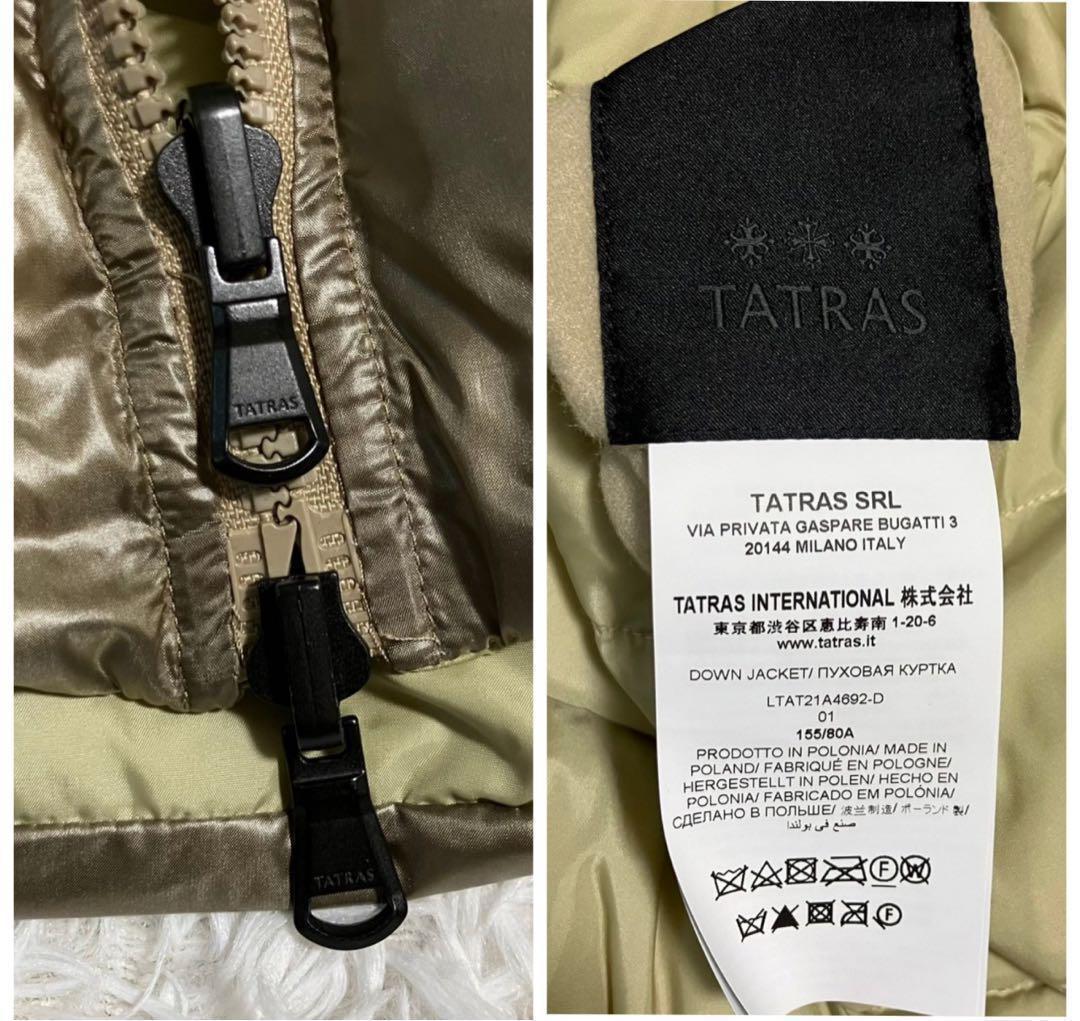 TATRAS
TATRAS
TATRAS
TATRAS SRL
VIA PRIVATA GASPARE BUGATTI 3
20144 MILANO ITALY
TATRAS INTERNATIONAL 株式会社
東京都渋谷区恵比寿南 1-20-6
www.tatras.it
DOWN JACKET/ ПУХОВАЯ КУРТКА
LTAT21A4692-D
01
155/80A
PRODOTTO IN POLONIA/ MADE IN
POLAND/ FABRIQUÉ EN POLOGNE/
HERGESTELLT IN POLEN/ HECHO EN
POLONIA/ FABRICADO EM POLÓNIA/
СДЕЛАНО В ПОЛЬШЕ/ 波兰制造/ ポーランド製/
صنع في بولندا
F W
F